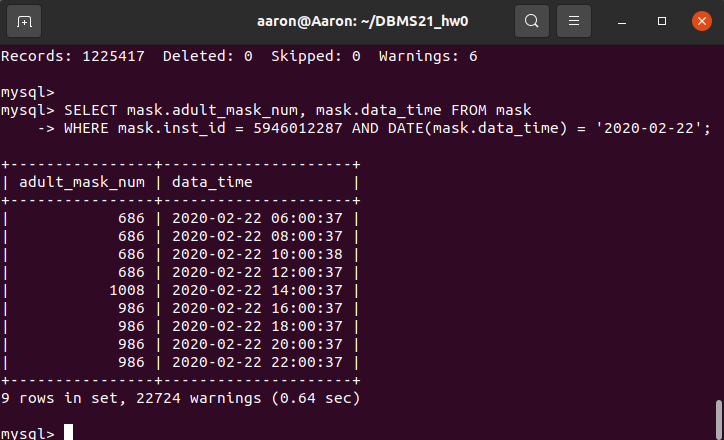 aaron@Aaron: ~/DBMS21_hw0
Records: 1225417  Deleted: 0  Skipped: 0  Warnings: 6
mysql>
mysql> SELECT mask.adult_mask_num, mask.data_time FROM mask
    -> WHERE mask.inst_id = 5946012287 AND DATE(mask.data_time) = '2020-02-22';
+----------------+---------------------+
| adult_mask_num | data_time           |
+----------------+---------------------+
|            686 | 2020-02-22 06:00:37 |
|            686 | 2020-02-22 08:00:37 |
|            686 | 2020-02-22 10:00:38 |
|            686 | 2020-02-22 12:00:37 |
|           1008 | 2020-02-22 14:00:37 |
|            986 | 2020-02-22 16:00:37 |
|            986 | 2020-02-22 18:00:37 |
|            986 | 2020-02-22 20:00:37 |
|            986 | 2020-02-22 22:00:37 |
+----------------+---------------------+
9 rows in set, 22724 warnings (0.64 sec)
mysql>